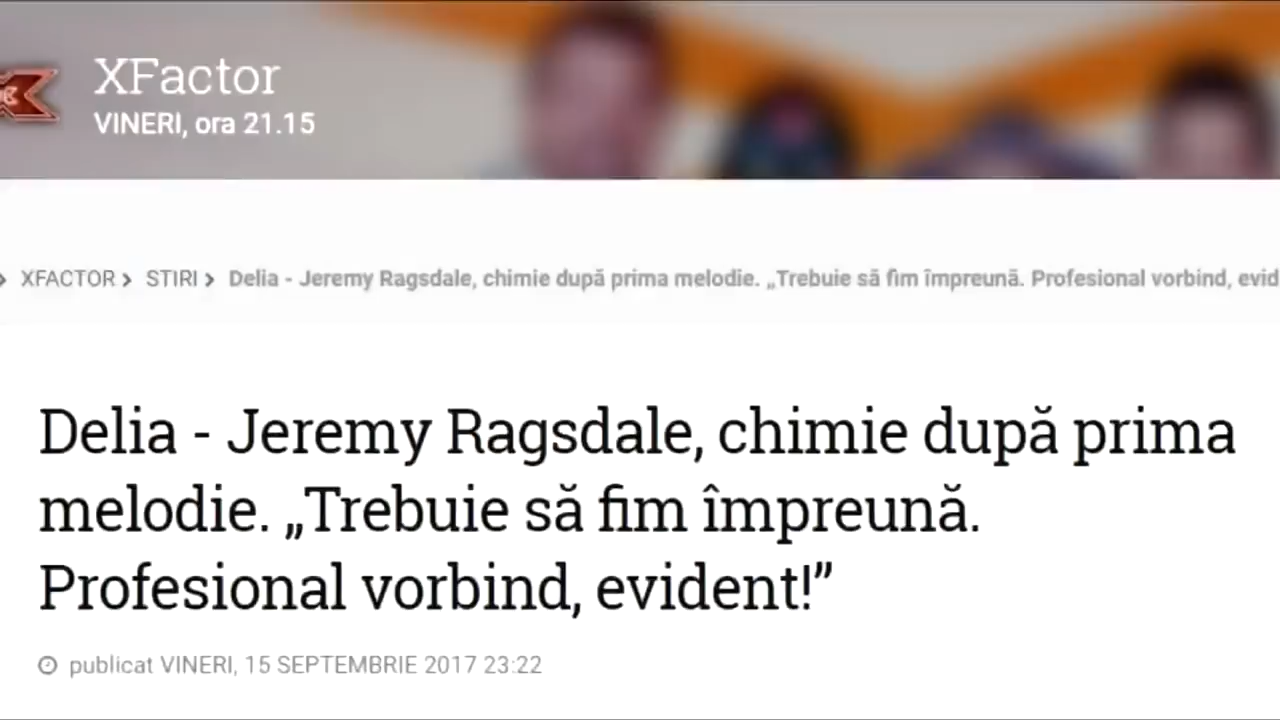 XFactor
VINERI, ora 21.15
XFACTOR STIRI Delia - Jeremy Ragsdale, chimie după prima melodie. „Trebuie să fim împreună. Profesional vorbind, evid
Delia - Jeremy Ragsdale, chimie după prima
melodie. „Trebuie să fim împreună.
Profesional vorbind, evident!”
publicat VINERI, 15 SEPTEMBRIE 2017 23:22